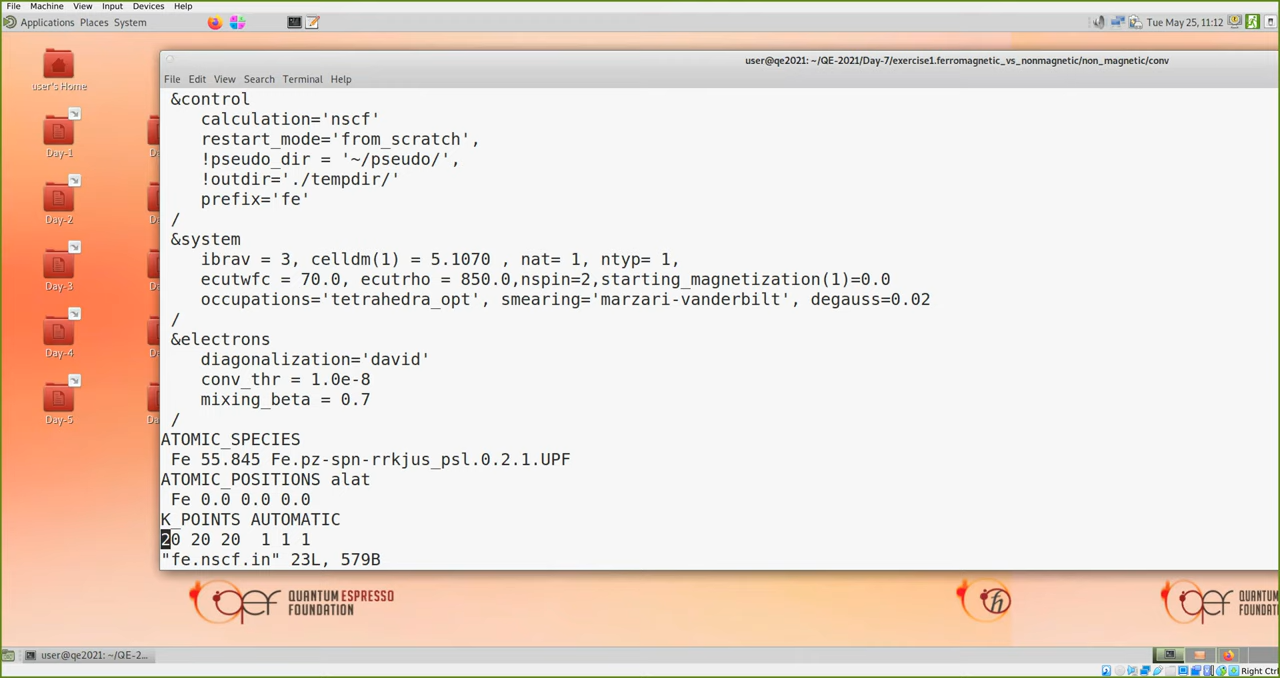 File Machine View Input Devices Help
Applications Places System
Tue May 25, 11:12
user@qe2021: ~/QE-2021/Day-7/exercise1.ferromagnetic_vs_nonmagnetic/non_magnetic/conv
File Edit View Search Terminal Help
user's Home
Day-1
Day-2
Day-3
Day-4
Day-5
&control
calculation='nscf'
restart_mode='from_scratch',
!pseudo_dir = '~/pseudo/',
!outdir='./tempdir/'
prefix='fe'
/
&system
ibrav = 3, celldm(1) = 5.1070 , nat= 1, ntyp= 1,
ecutwfc = 70.0, ecutrho = 850.0,nspin=2,starting_magnetization(1)=0.0
occupations='tetrahedra_opt', smearing='marzari-vanderbilt', degauss=0.02
/
&electrons
diagonalization='david'
conv_thr = 1.0e-8
mixing_beta = 0.7
/
ATOMIC_SPECIES
Fe 55.845 Fe.pz-spn-rrkjus_psl.0.2.1.UPF
ATOMIC_POSITIONS alat
Fe 0.0 0.0 0.0
K_POINTS AUTOMATIC
20 20 20 1 1 1
"fe.nscf.in" 23L, 579B
QUANTUM ESPRESSO
FOUNDATION
user@qe2021: ~/QE-2...
Right Ctrl